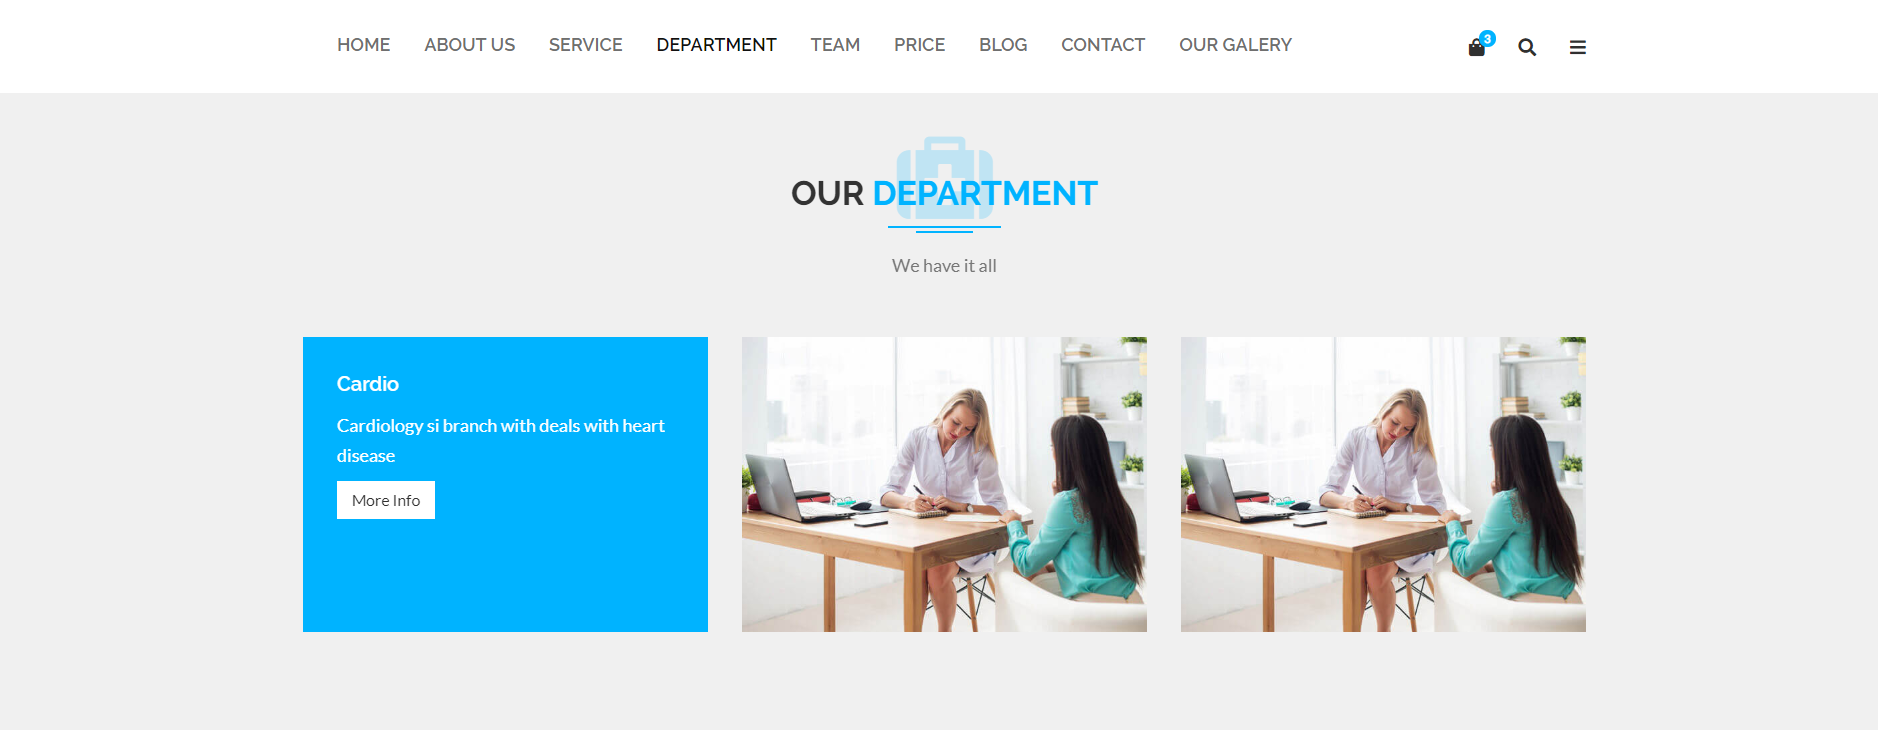 HOME ABOUT US SERVICE DEPARTMENT TEAM PRICE BLOG CONTACT OUR GALERY 3
OUR DEPARTMENT
We have it all
Cardio
Cardiology si branch with deals with heart
disease
More Info